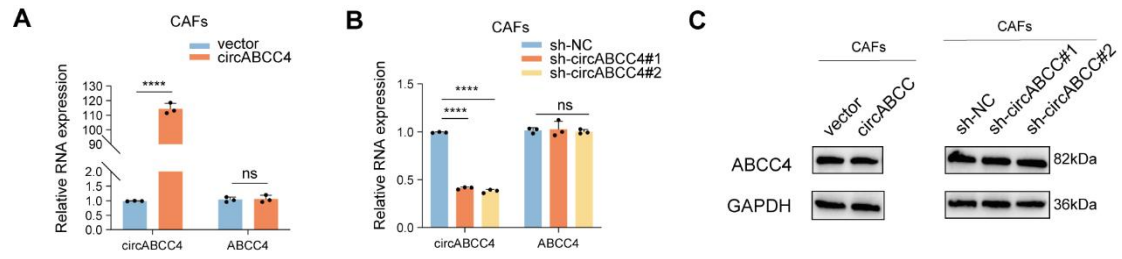 A
CAFs
vector
circABCC4
Relative RNA expression
130
120
110
100
90
2.0
1.5
1.0
0.5
0.0
****
ns
circABCC4
ABCC4
B
CAFs
sh-NC
sh-circABCC4#1
sh-circABCC4#2
Relative RNA expression
1.5
1.0
0.5
0.0
****
****
ns
circABCC4
ABCC4
C
CAFs
CAFs
vector
circABCC
sh-NC
sh-circABCC#1
sh-circABCC#2
ABCC4
82kDa
GAPDH
36kDa